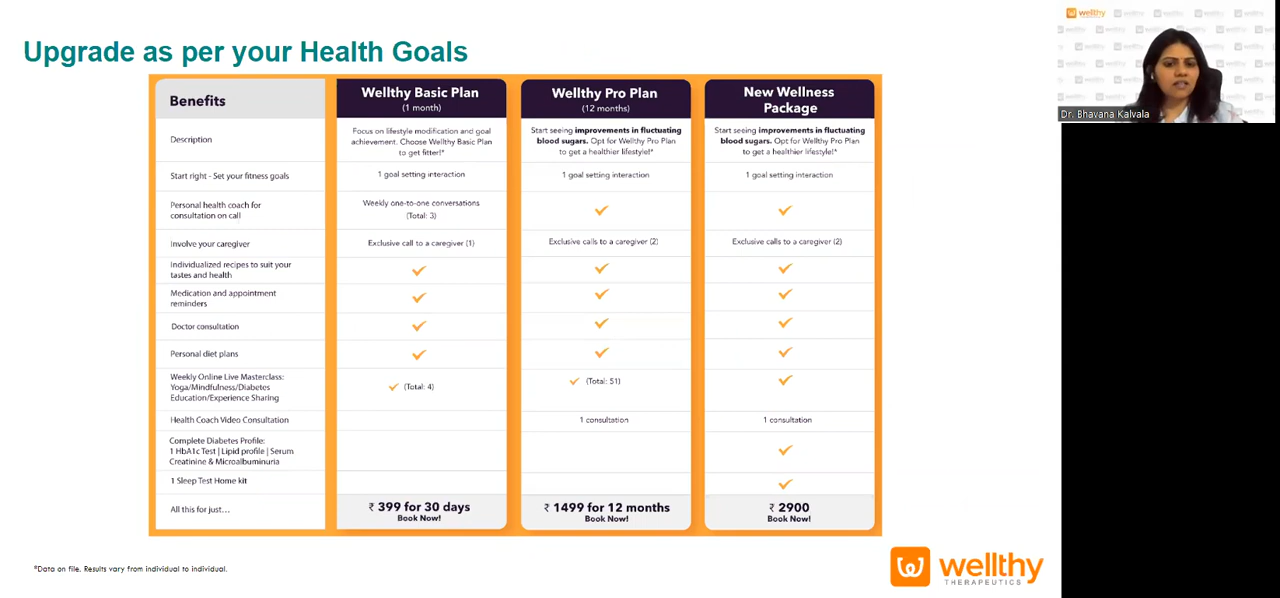 Upgrade as per your Health Goals
Benefits
Wellthy Basic Plan
(1 month)
Wellthy Pro Plan
(12 months)
New Wellness
Package
Description
Focus on lifestyle modification and goal
achievement. Choose Wellthy Basic Plan
to get fitter!*
Start seeing improvements in fluctuating
blood sugars. Opt for Wellthy Pro Plan
to get a healthier lifestyle!*
Start seeing improvements in fluctuating
blood sugars. Opt for Wellthy Pro Plan
to get a healthier lifestyle!*
Start right - Set your fitness goals
1 goal setting interaction
1 goal setting interaction
1 goal setting interaction
Personal health coach for
consultation on call
Weekly one-to-one conversations
(Total: 3)
Involve your caregiver
Exclusive call to a caregiver (1)
Exclusive calls to a caregiver (2)
Exclusive calls to a caregiver (2)
Individualized recipes to suit your
tastes and health
Medication and appointment
reminders
Doctor consultation
Personal diet plans
Weekly Online Live Masterclass:
Yoga/Mindfulness/Diabetes
Education/Experience Sharing
(Total: 4)
(Total: 51)
Health Coach Video Consultation
1 consultation
1 consultation
Complete Diabetes Profile:
1 HbA1c Test | Lipid profile | Serum
Creatinine & Microalbuminuria
1 Sleep Test Home kit
All this for just...
₹ 399 for 30 days
Book Now!
₹ 1499 for 12 months
Book Now!
₹ 2900
Book Now!
*Data on file. Results vary from individual to individual.
wellthy
THERAPEUTICS
wellthy
Dr. Bhavana Kalvala